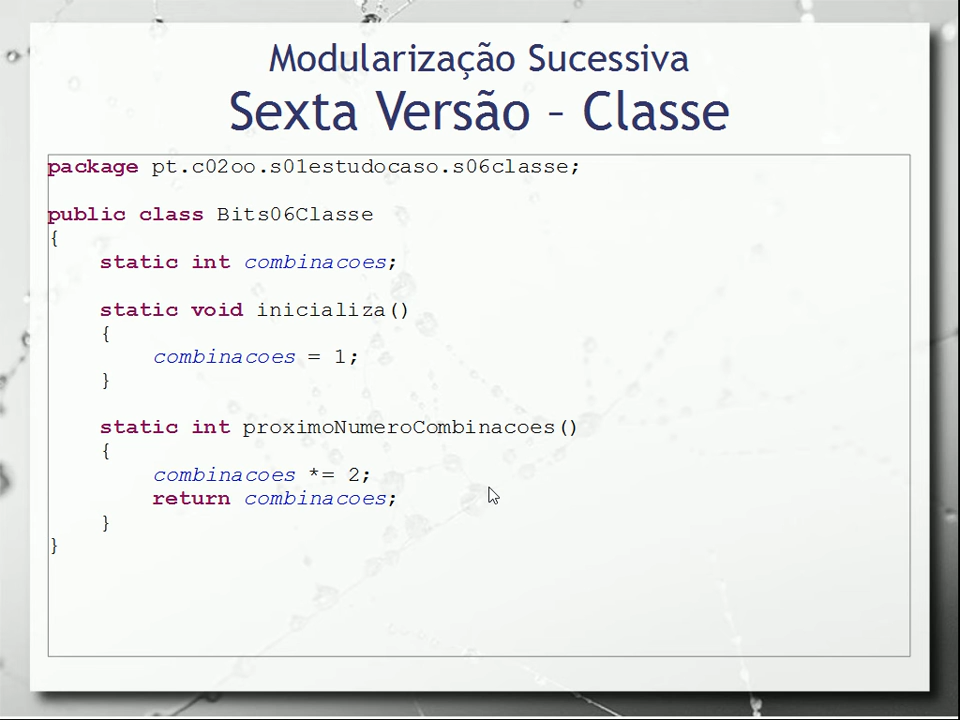 Modularização Sucessiva
Sexta Versão – Classe
package pt.c02oo.s01estudocaso.s06classe;
public class Bits06Classe
{
static int combinacoes;
static void inicializa()
{
combinacoes = 1;
}
static int proximoNumeroCombinacoes()
{
combinacoes *= 2;
return combinacoes;
}
}